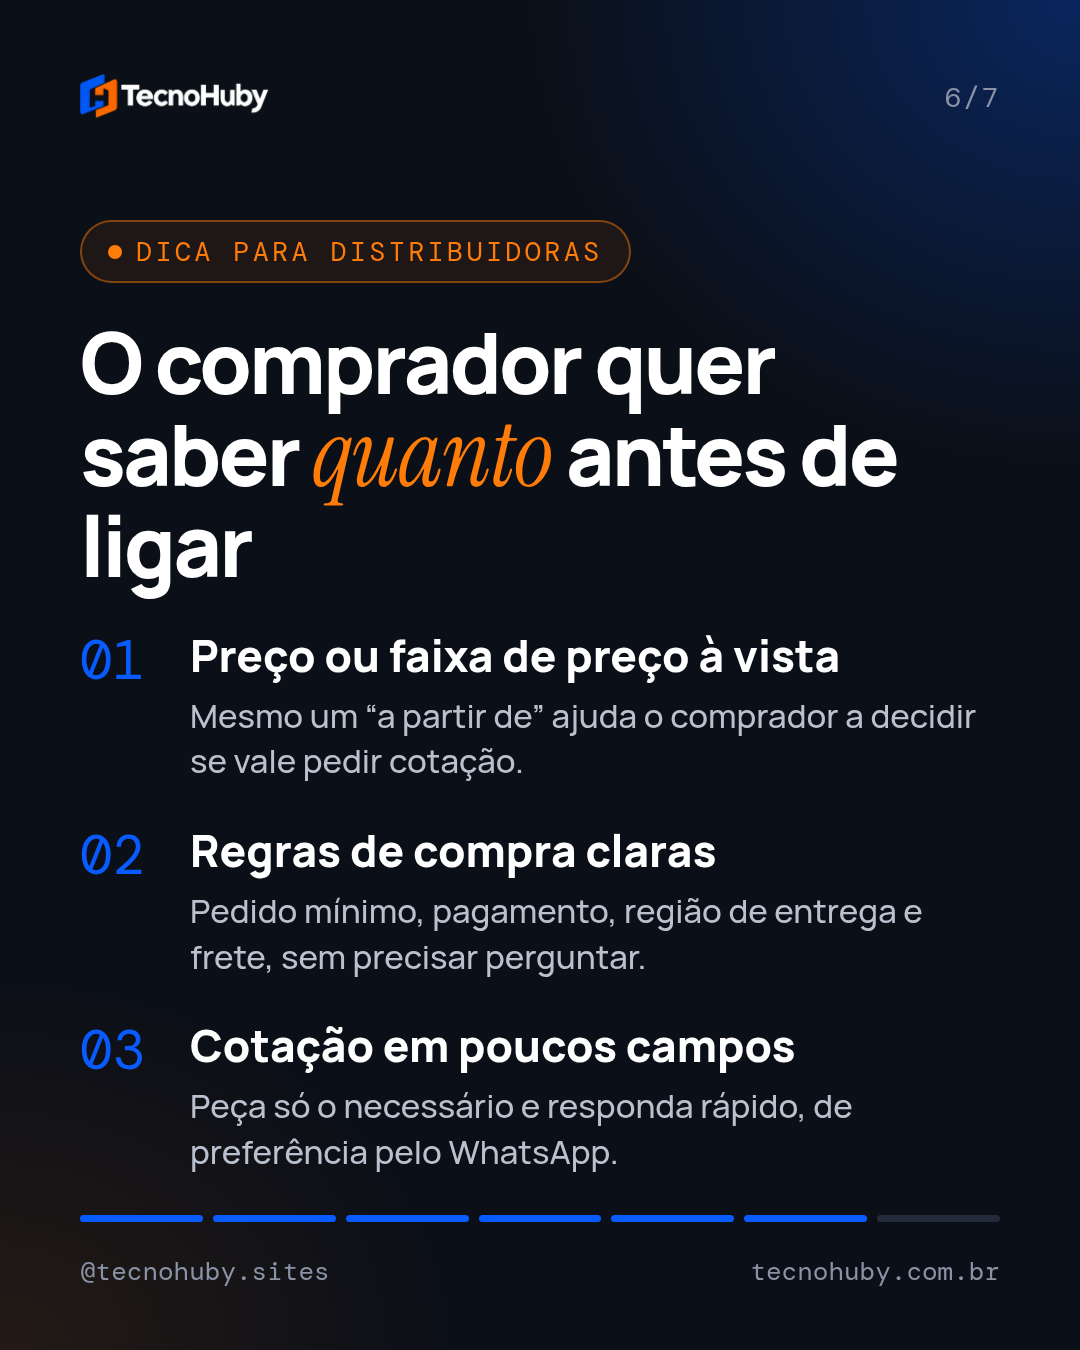 TecnoHuby
6/7
DICA PARA DISTRIBUIDORAS
O comprador quer
saber quanto antes de
ligar
01
Preço ou faixa de preço à vista
Mesmo um “a partir de” ajuda o comprador a decidir
se vale pedir cotação.
02
Regras de compra claras
Pedido mínimo, pagamento, região de entrega e
frete, sem precisar perguntar.
03
Cotação em poucos campos
Peça só o necessário e responda rápido, de
preferência pelo WhatsApp.
@tecnohuby.sites
tecnohuby.com.br